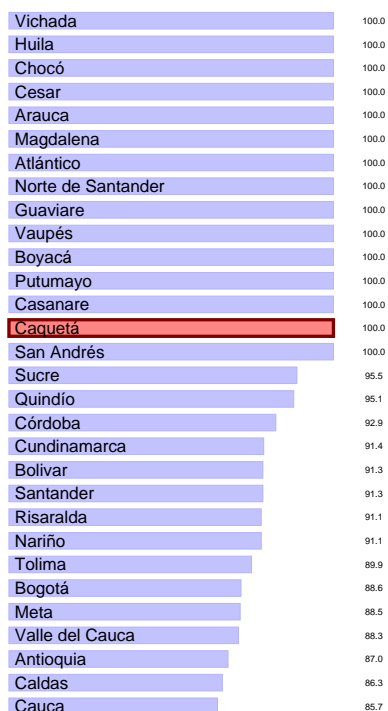 Vichada 100.0
Huila 100.0
Chocó 100.0
Cesar 100.0
Arauca 100.0
Magdalena 100.0
Atlántico 100.0
Norte de Santander 100.0
Guaviare 100.0
Vaupés 100.0
Boyacá 100.0
Putumayo 100.0
Casanare 100.0
Caquetá 100.0
San Andrés 100.0
Sucre 95.5
Quindío 95.1
Córdoba 92.9
Cundinamarca 91.4
Bolivar 91.3
Santander 91.3
Risaralda 91.1
Nariño 91.1
Tolima 89.9
Bogotá 88.6
Meta 88.5
Valle del Cauca 88.3
Antioquia 87.0
Caldas 86.3
Cauca 85.7